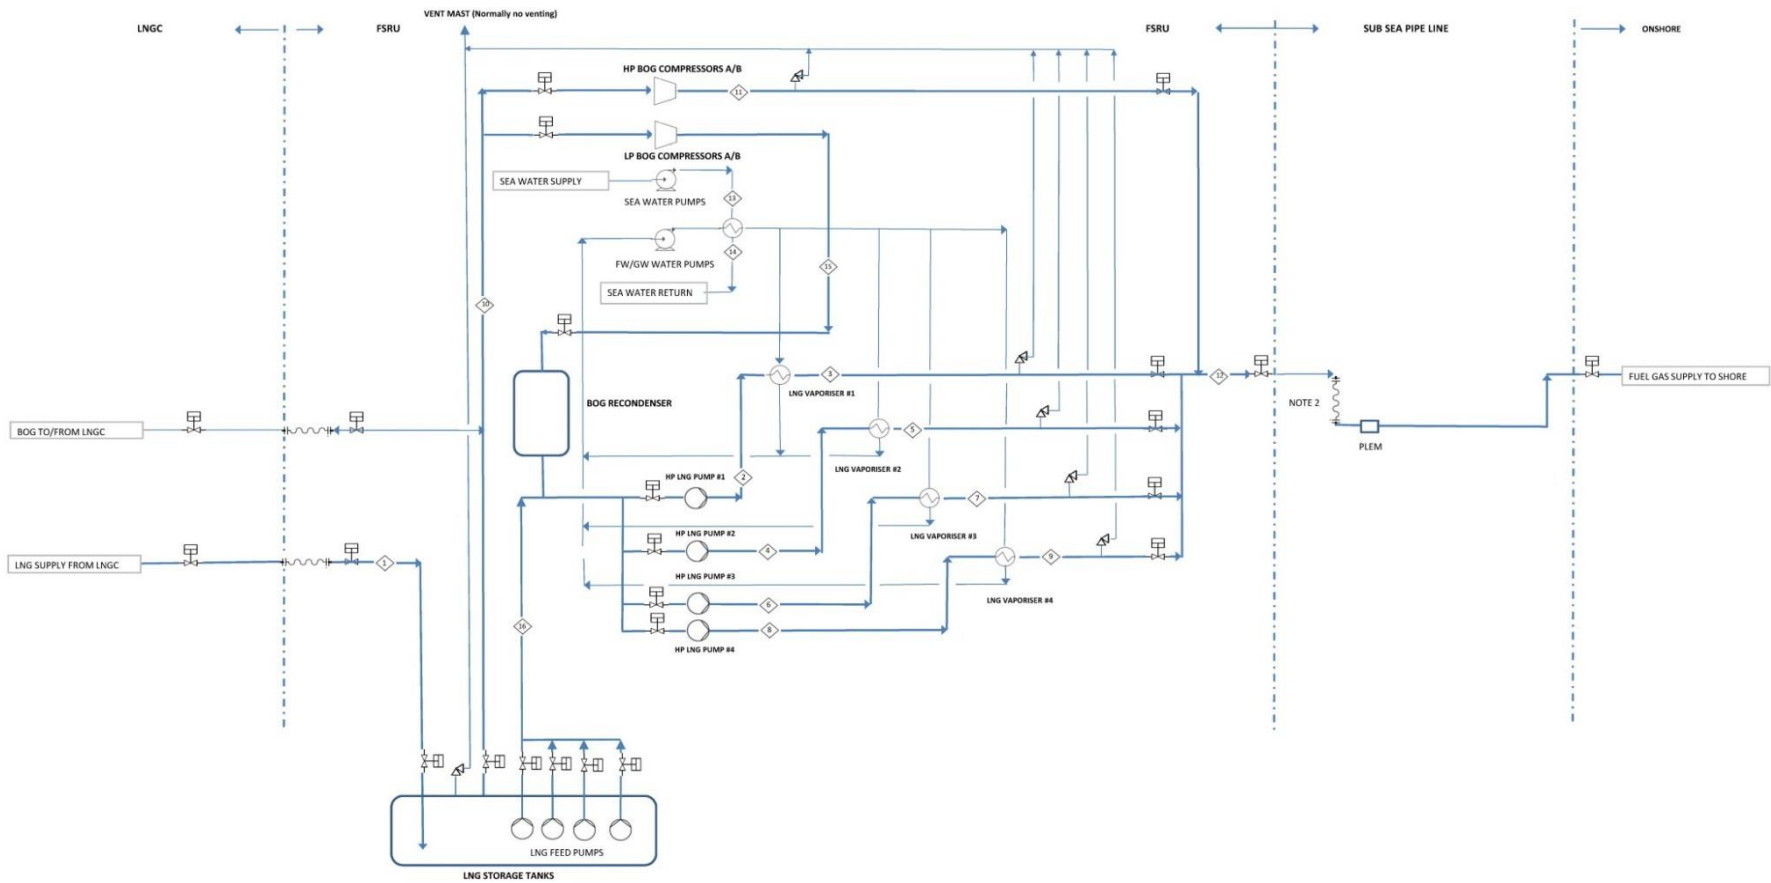 VENT MAST (Normally no venting)
LNGC
FSRU
FSRU
SUB SEA PIPE LINE
ONSHORE
HP BOG COMPRESSORS A/B
11
LP BOG COMPRESSORS A/B
SEA WATER SUPPLY
13
SEA WATER PUMPS
14
FW/GW WATER PUMPS
15
SEA WATER RETURN
10
3
12
FUEL GAS SUPPLY TO SHORE
LNG VAPORISER #1
BOG RECONDENSER
NOTE 2
BOG TO/FROM LNGC
5
PLEM
LNG VAPORISER #2
HP LNG PUMP #1
2
7
HP LNG PUMP #2
LNG VAPORISER #3
4
9
LNG SUPPLY FROM LNGC
1
HP LNG PUMP #3
LNG VAPORISER #4
6
16
8
HP LNG PUMP #4
LNG FEED PUMPS
LNG STORAGE TANKS